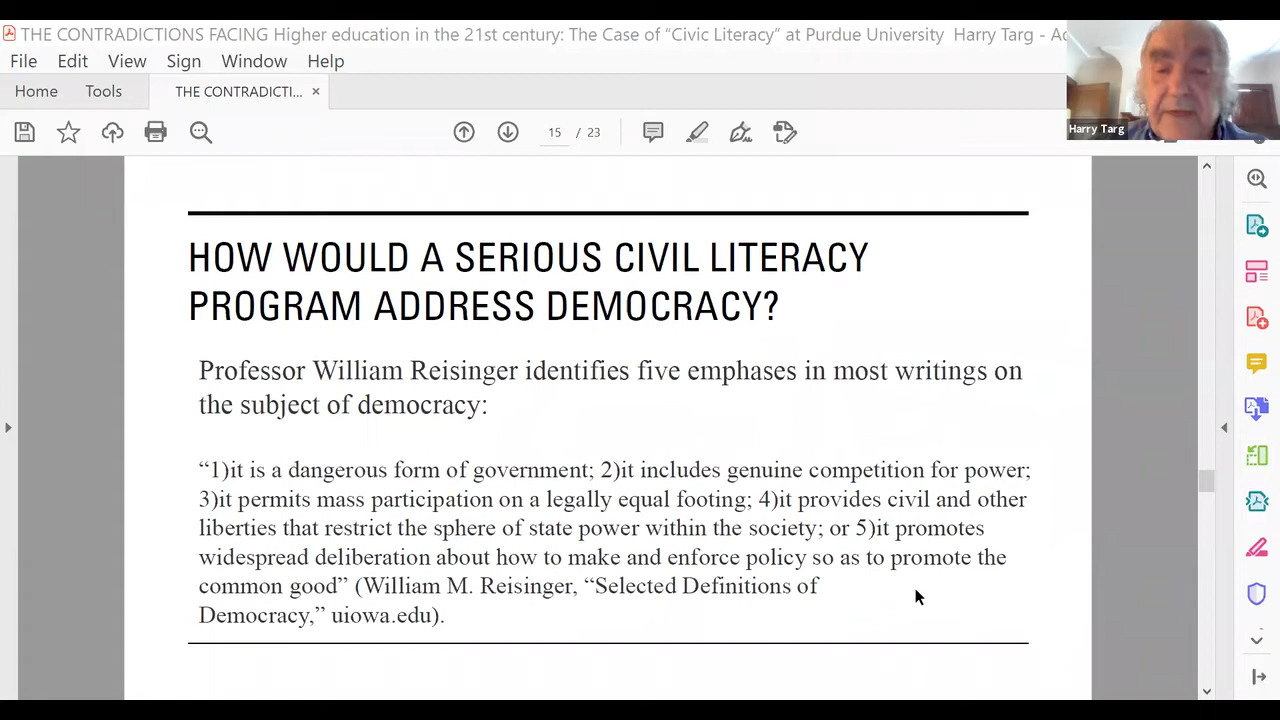 THE CONTRADICTIONS FACING Higher education in the 21st century: The Case of “Civic Literacy” at Purdue University Harry Targ - Ac
File Edit View Sign Window Help
Home Tools THE CONTRADICTI... ×
15 / 23
Harry Targ
HOW WOULD A SERIOUS CIVIL LITERACY
PROGRAM ADDRESS DEMOCRACY?
Professor William Reisinger identifies five emphases in most writings on
the subject of democracy:
“1)it is a dangerous form of government; 2)it includes genuine competition for power;
3)it permits mass participation on a legally equal footing; 4)it provides civil and other
liberties that restrict the sphere of state power within the society; or 5)it promotes
widespread deliberation about how to make and enforce policy so as to promote the
common good” (William M. Reisinger, “Selected Definitions of
Democracy,” uiowa.edu).